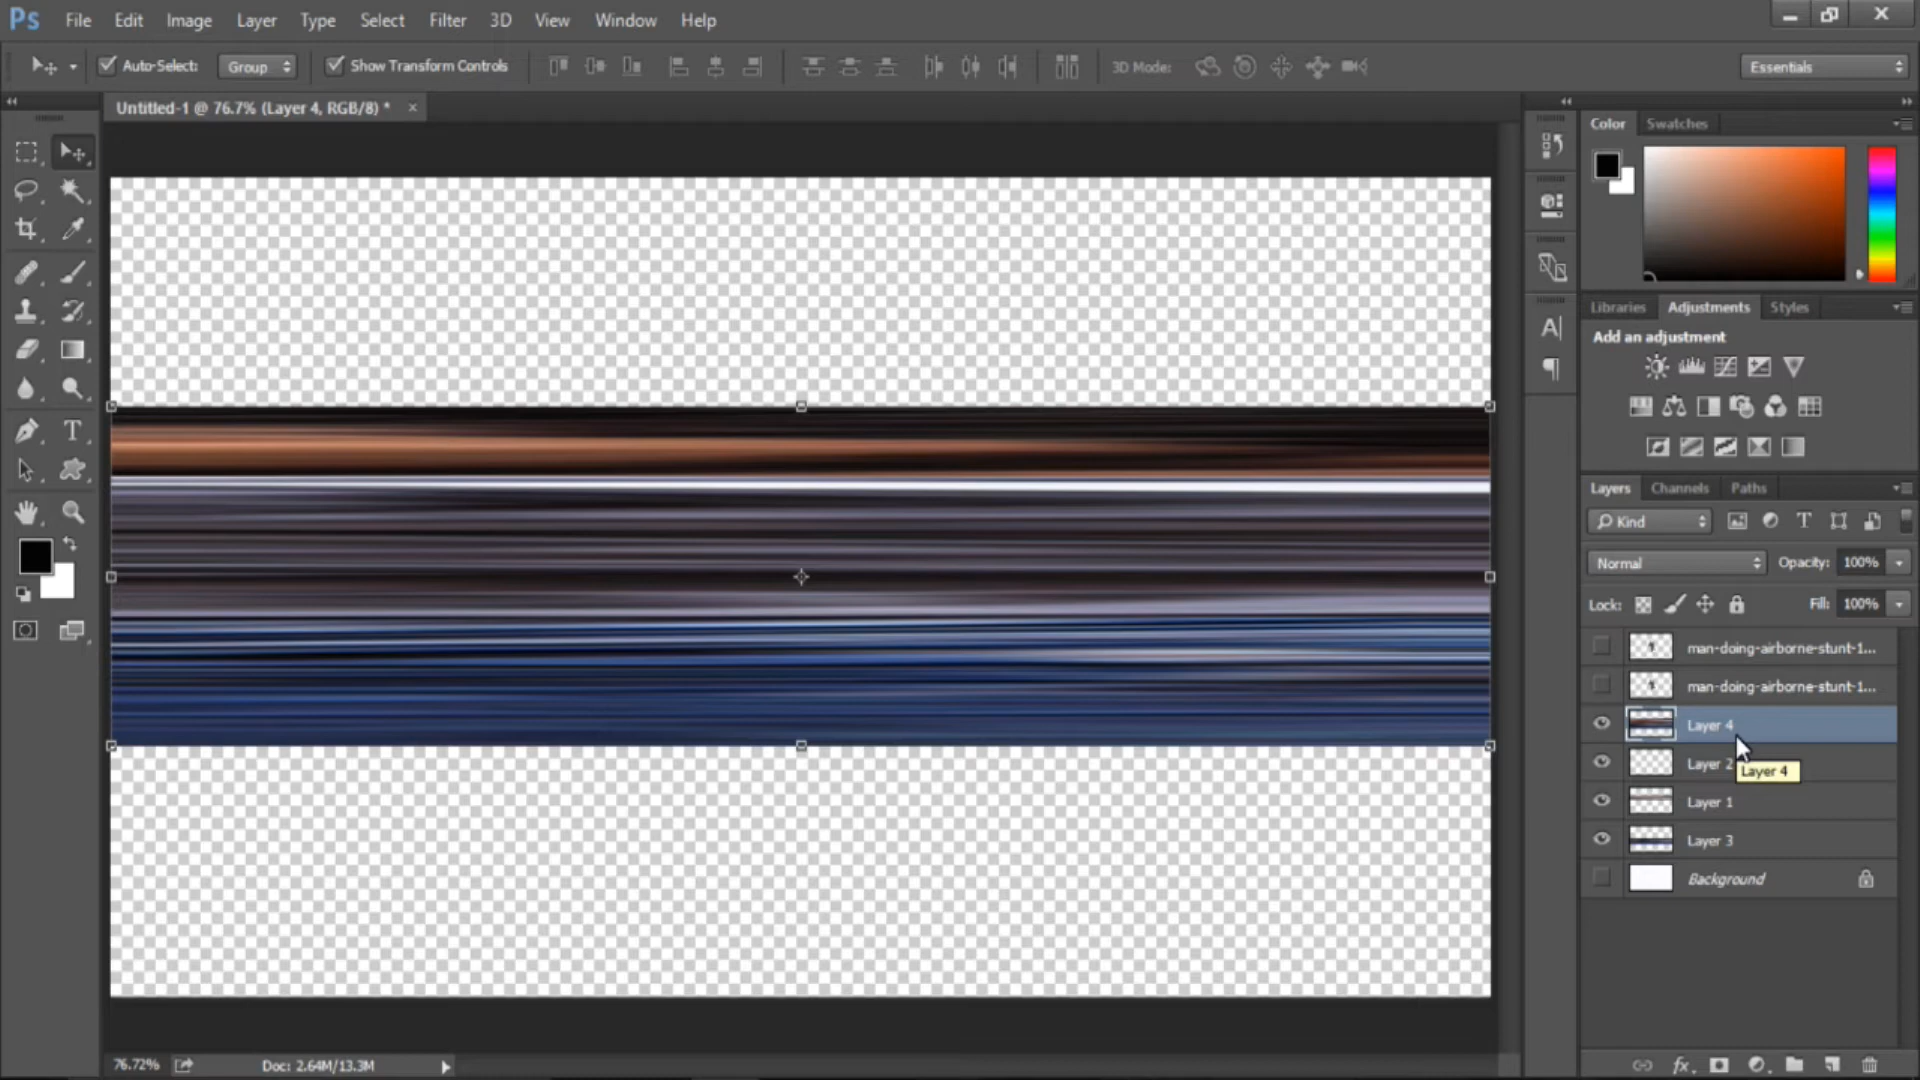 Ps File Edit Image Layer Type Select Filter 3D View Window Help
Auto-Select: Group Show Transform Controls 3D Mode: Essentials
Untitled-1 @ 76.7% (Layer 4, RGB/8) * ×
Color Swatches
Libraries Adjustments Styles
Add an adjustment
Layers Channels Paths
Kind
Normal Opacity: 100%
Lock: Fill: 100%
man-doing-airborne-stunt-1...
man-doing-airborne-stunt-1...
Layer 4
Layer 2
Layer 4
Layer 1
Layer 3
Background
76.72% Doc: 2.64M/13.3M